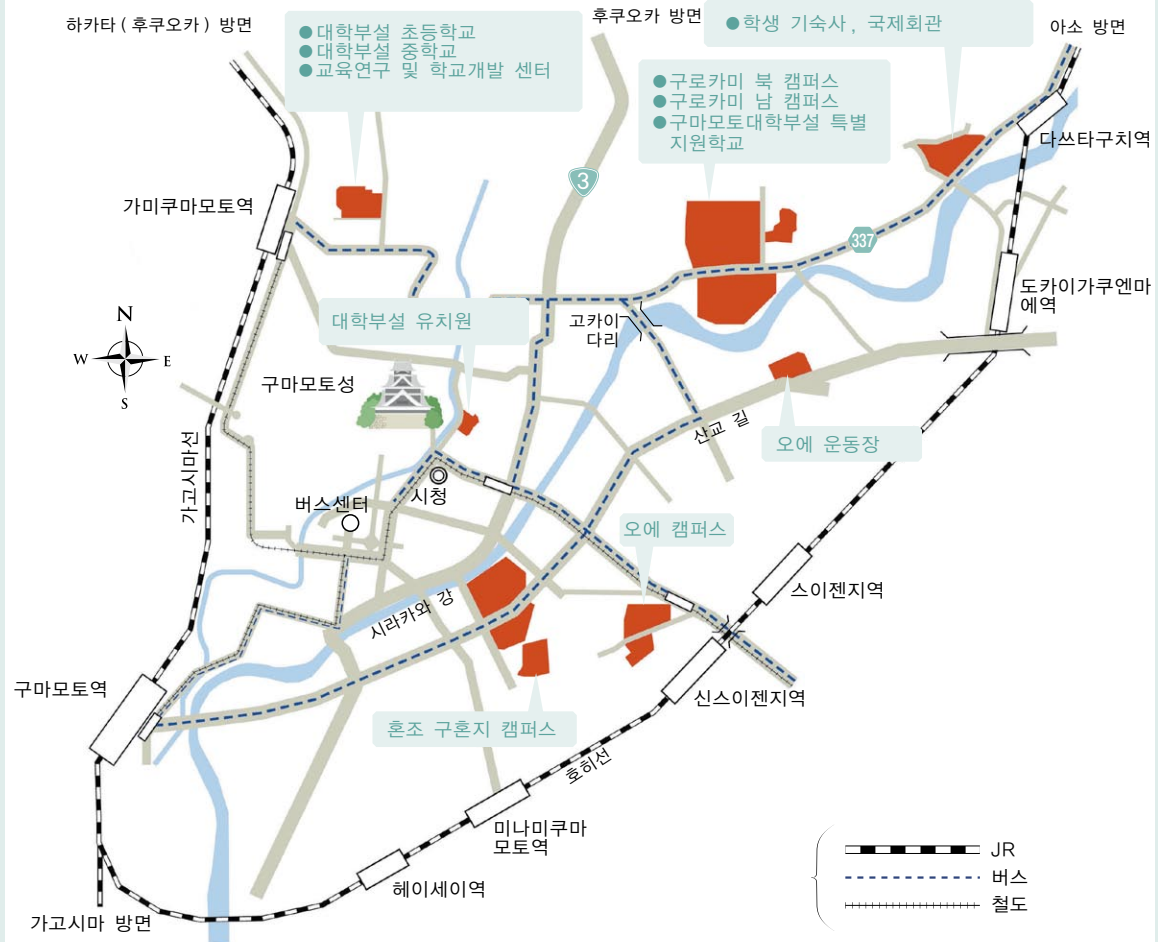 하카타(후쿠오카) 방면
●대학부설 초등학교
●대학부설 중학교
●교육연구 및 학교개발 센터
후쿠오카 방면
●학생 기숙사, 국제회관
아소 방면
●구로카미 북 캠퍼스
●구로카미 남 캠퍼스
●구마모토대학부설 특별
지원학교
다쓰타구치역
3
가미쿠마모토역
337
도카이가쿠엔마
에역
N
W
E
S
대학부설 유치원
고카이
다리
구마모토성
산교 길
오에 운동장
가고시마선
시청
버스센터
오에 캠퍼스
스이젠지역
시라카와 강
구마모토역
신스이젠지역
혼조 구혼지 캠퍼스
호히선
미나미쿠마
모토역
헤이세이역
가고시마 방면
JR
버스
철도